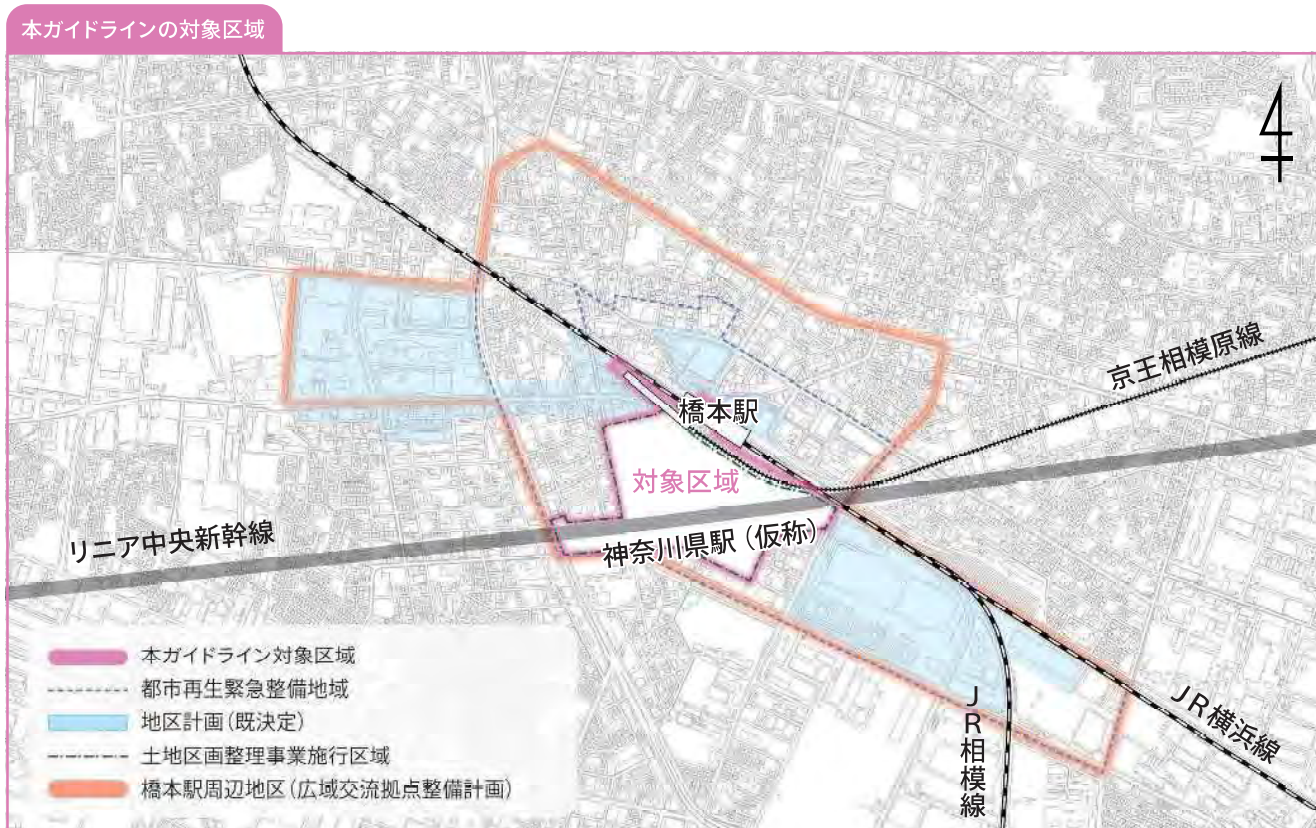 本ガイドラインの対象区域
京王相模原線
橋本駅
対象区域
リニア中央新幹線
神奈川県駅(仮称)
本ガイドライン対象区域
都市再生緊急整備地域
地区計画(既決定)
土地区画整理事業施行区域
橋本駅周辺地区(広域交流拠点整備計画)
JR相模線
JR横浜線